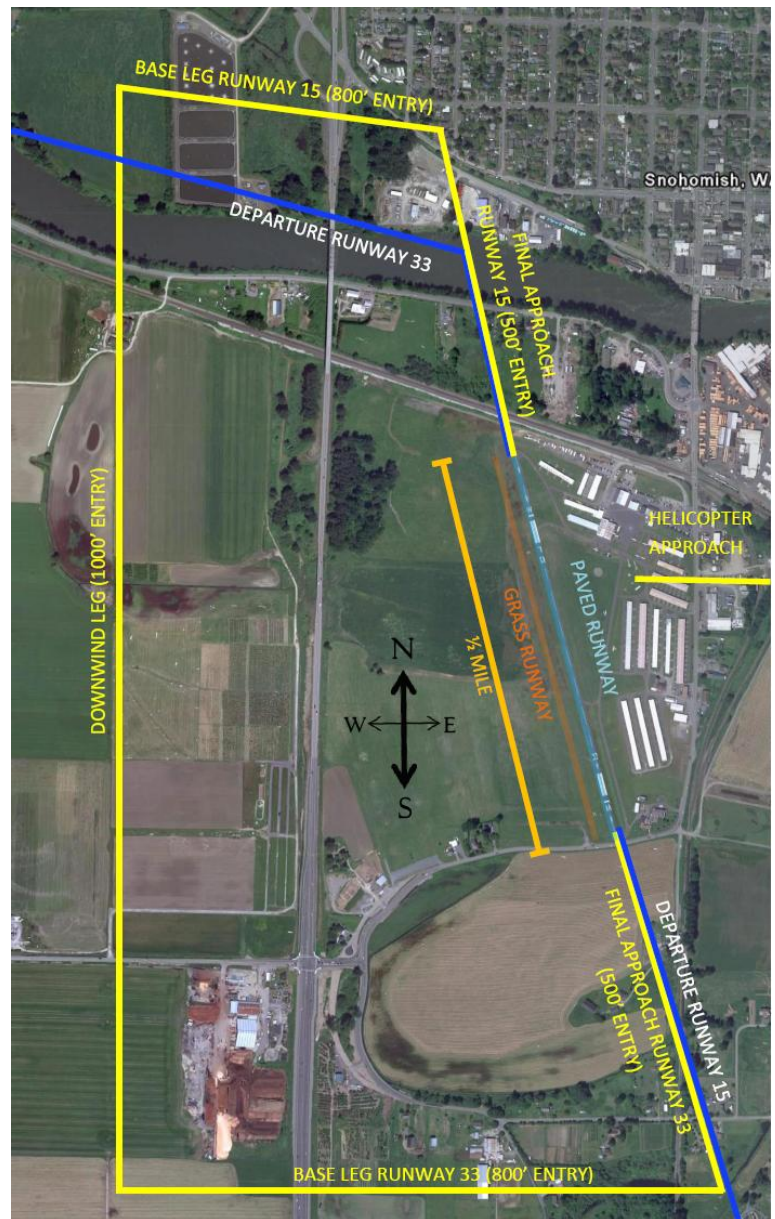 BASE LEG RUNWAY 15 (800' ENTRY)
Snohomish, WA
DEPARTURE RUNWAY 33
FINAL APPROACH
RUNWAY 15 (500' ENTRY)
HELICOPTER
APPROACH
DOWNWIND LEG (1000' ENTRY)
½ MILE
GRASS RUNWAY
PAVED RUNWAY
N
W
E
S
FINAL APPROACH RUNWAY 33
(500' ENTRY)
DEPARTURE RUNWAY 15
BASE LEG RUNWAY 33 (800' ENTRY)